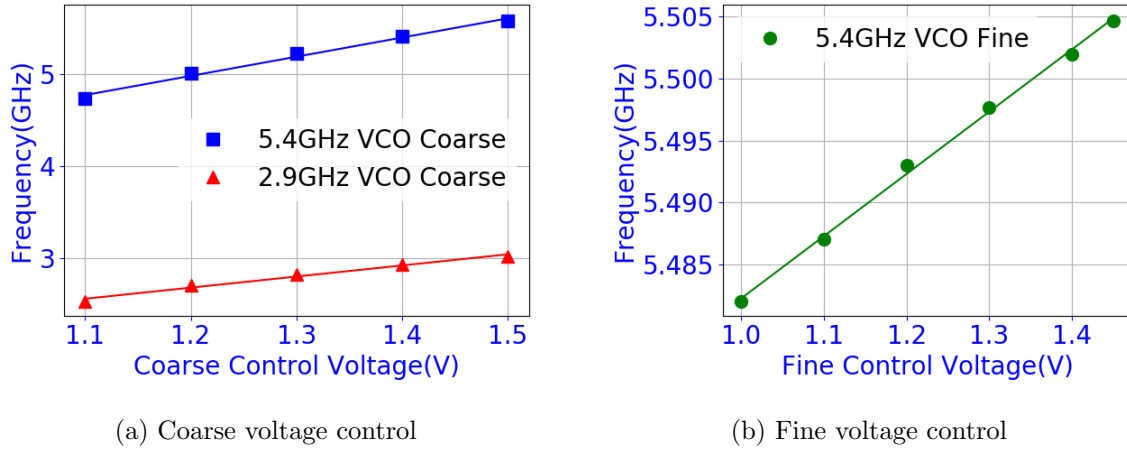 5
4
3
Frequency(GHz)
5.4GHz VCO Coarse
2.9GHz VCO Coarse
1.1 1.2 1.3 1.4 1.5
Coarse Control Voltage(V)
(a) Coarse voltage control
5.505
5.500
5.495
5.490
5.485
Frequency(GHz)
5.4GHz VCO Fine
1.0 1.1 1.2 1.3 1.4
Fine Control Voltage(V)
(b) Fine voltage control